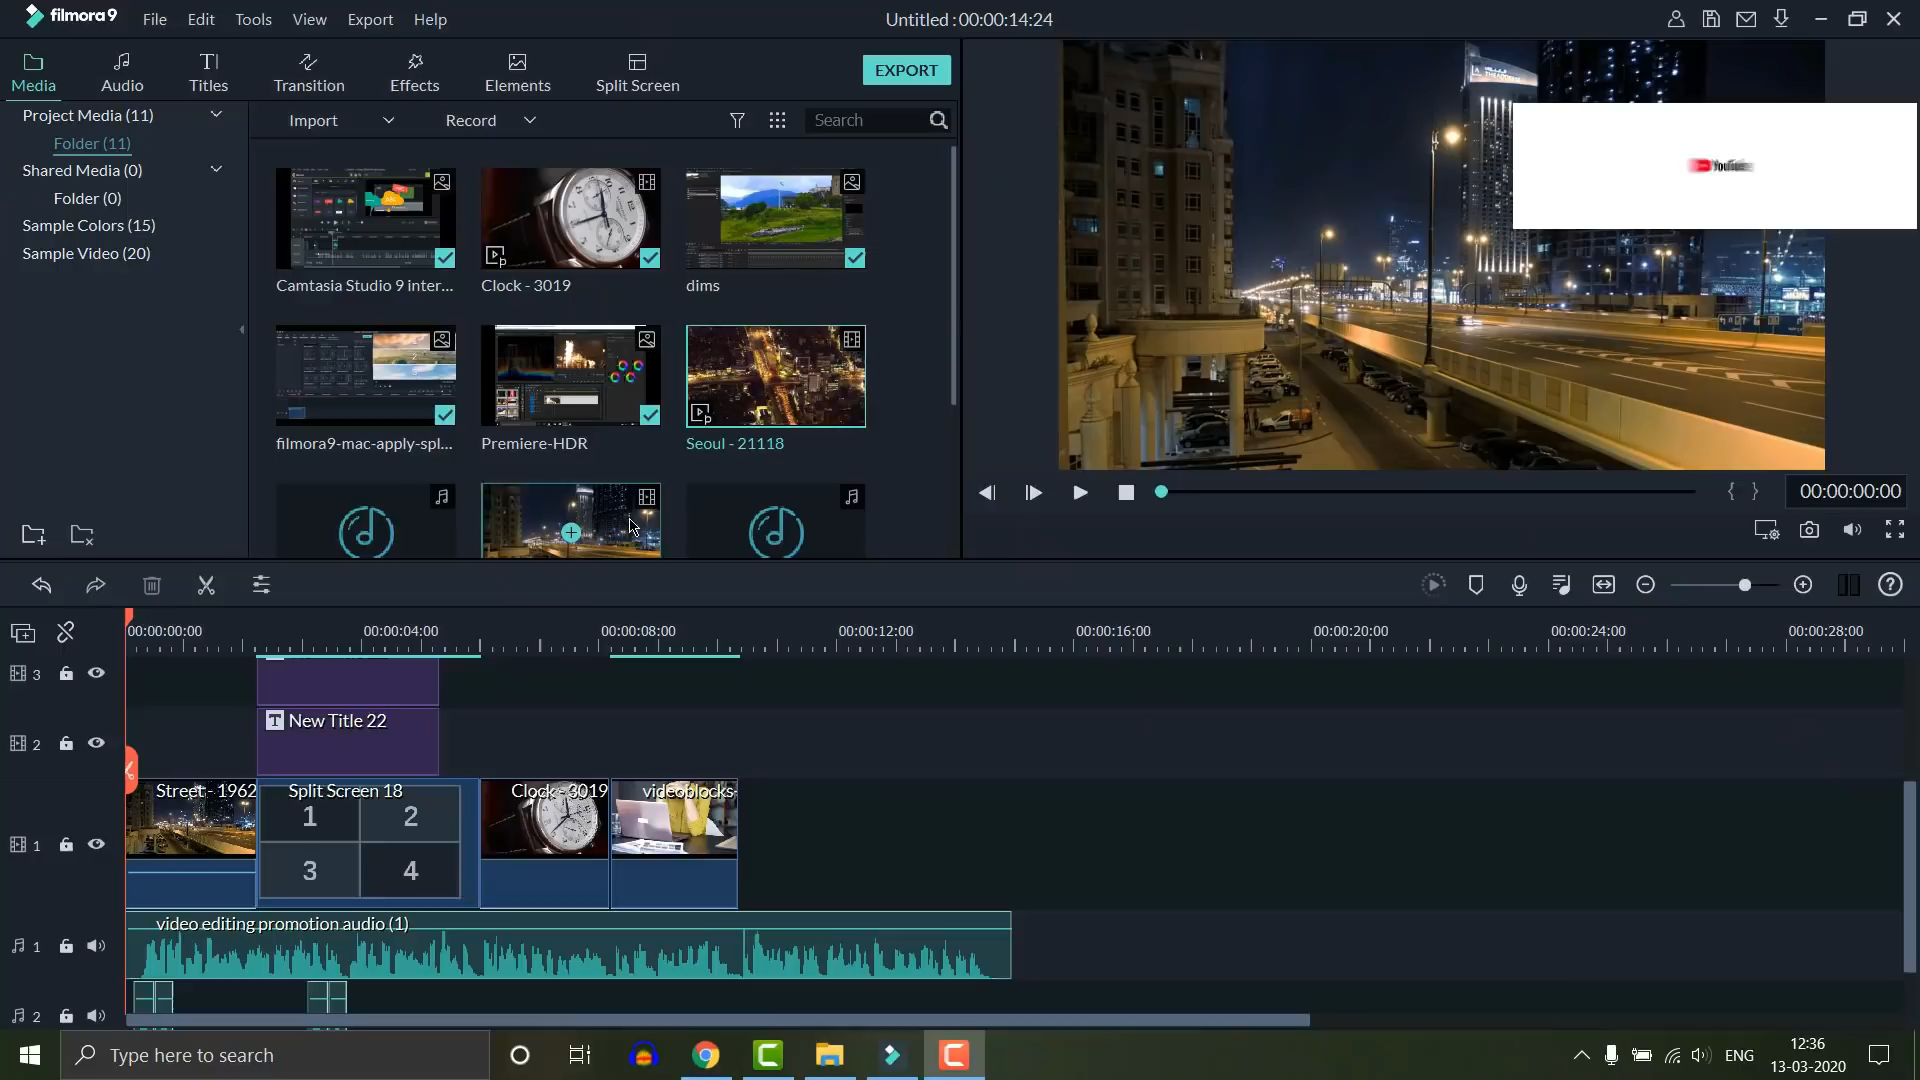 filmora9 File Edit Tools View Export Help Untitled : 00:00:14:24
Media Audio Titles Transition Effects Elements Split Screen EXPORT
Project Media (11)
Folder (11)
Shared Media (0)
Folder (0)
Sample Colors (15)
Sample Video (20)
Import Record Search
Camtasia Studio 9 inter... Clock - 3019 dims
filmora9-mac-apply-spl... Premiere-HDR Seoul - 21118
YouTube
00:00:00:00
00:00:00:00 00:00:04:00 00:00:08:00 00:00:12:00 00:00:16:00 00:00:20:00 00:00:24:00 00:00:28:00
3
2 T New Title 22
1 Street - 1962 Split Screen 18 Clock - 3019 videoblocks-
1 2
3 4
1 video editing promotion audio (1)
2
Type here to search
ENG
12:36
13-03-2020